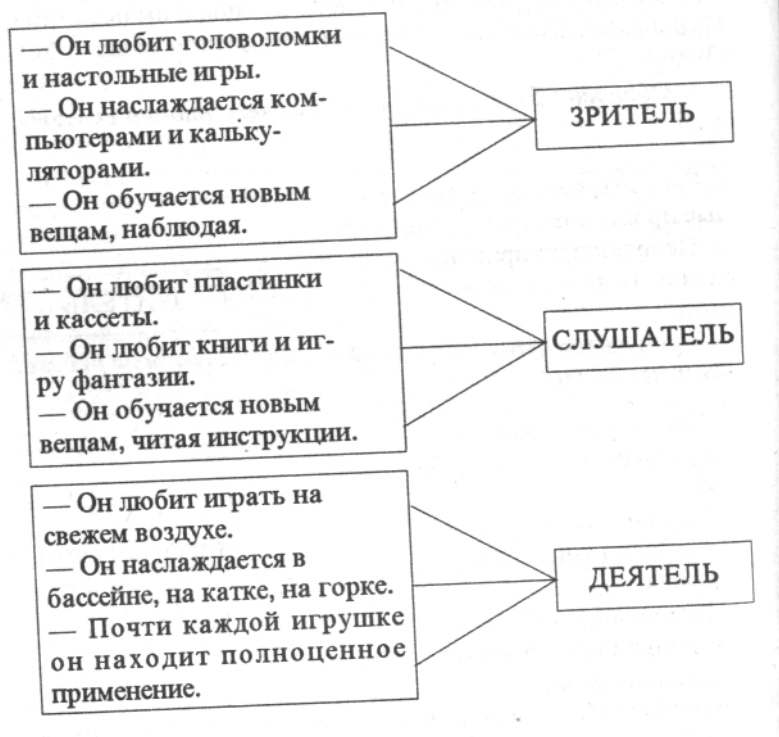 — Он любит головоломки
и настольные игры.
— Он наслаждается ком-
пьютерами и кальку-
ляторами.
— Он обучается новым
вещам, наблюдая.
ЗРИТЕЛЬ
— Он любит пластинки
и кассеты.
— Он любит книги и иг-
ру фантазии.
— Он обучается новым
вещам, читая инструкции.
СЛУШАТЕЛЬ
— Он любит играть на
свежем воздухе.
— Он наслаждается в
бассейне, на катке, на горке.
— Почти каждой игрушке
он находит полноценное
применение.
ДЕЯТЕЛЬ